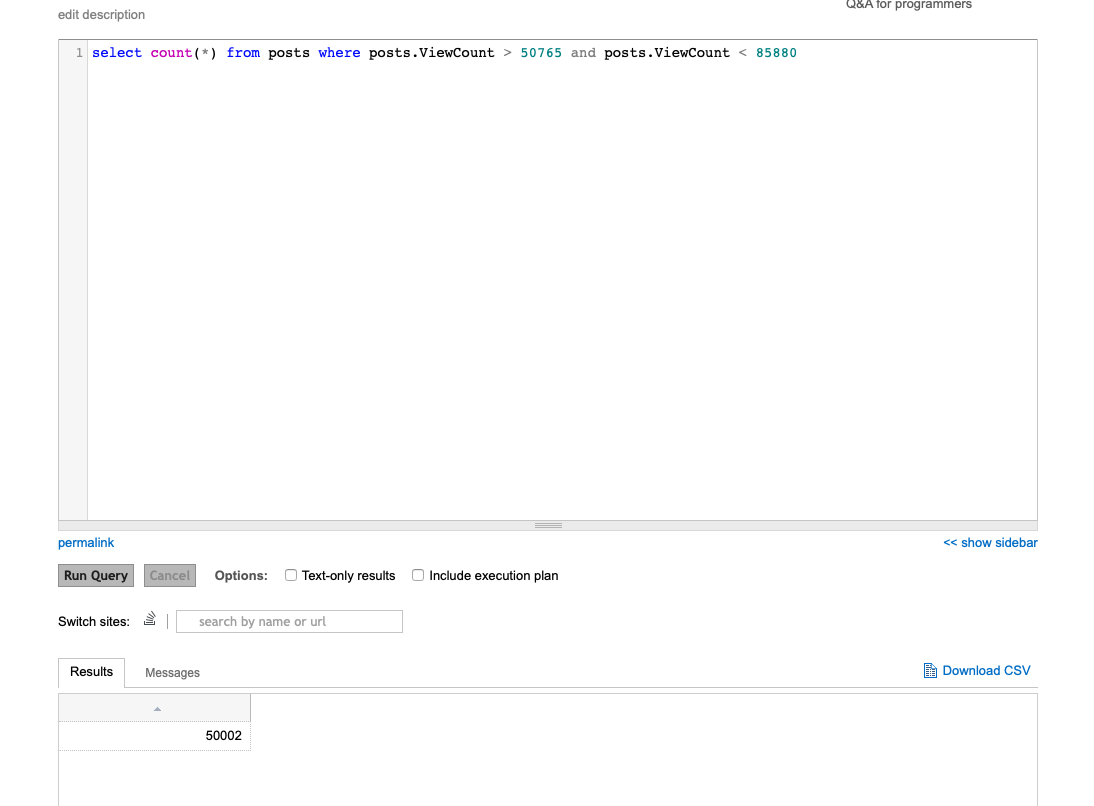 Q&A for programmers
edit description
1 select count(*) from posts where posts.ViewCount > 50765 and posts.ViewCount < 85880
permalink
<< show sidebar
Run Query Cancel Options: Text-only results Include execution plan
Switch sites: search by name or url
Results Messages Download CSV
50002